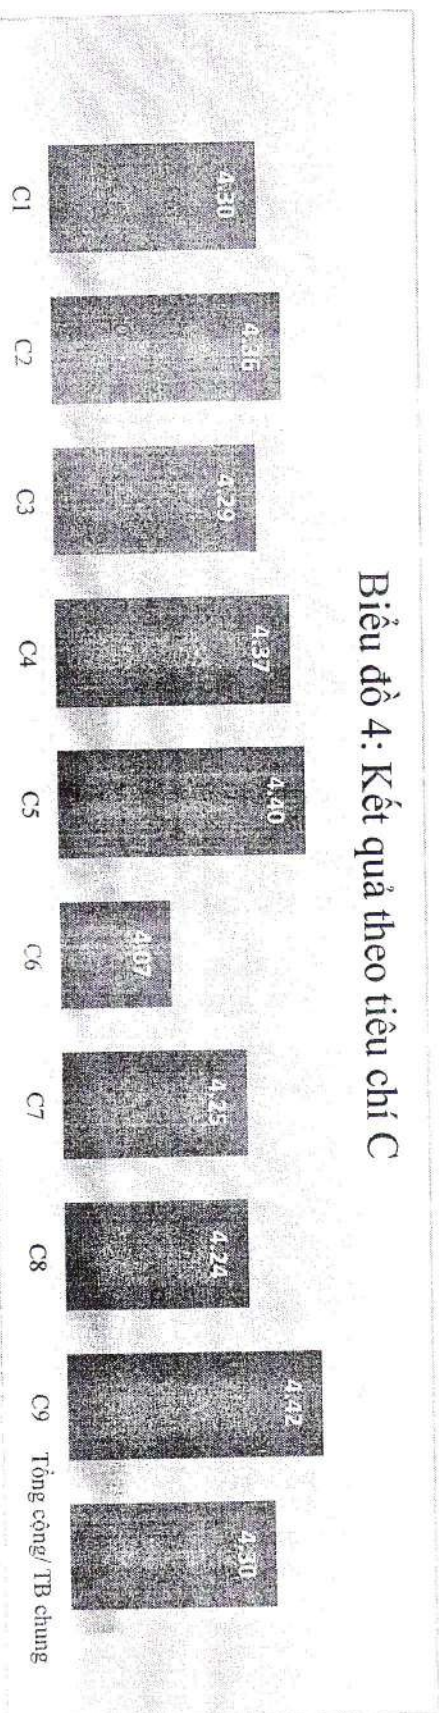 Biểu đồ 4: Kết quả theo tiêu chí C
4.30 4.36 4.29 4.37 4.40 4.07 4.25 4.24 4.42 4.30
C1 C2 C3 C4 C5 C6 C7 C8 C9 Tổng cộng/ TB chung